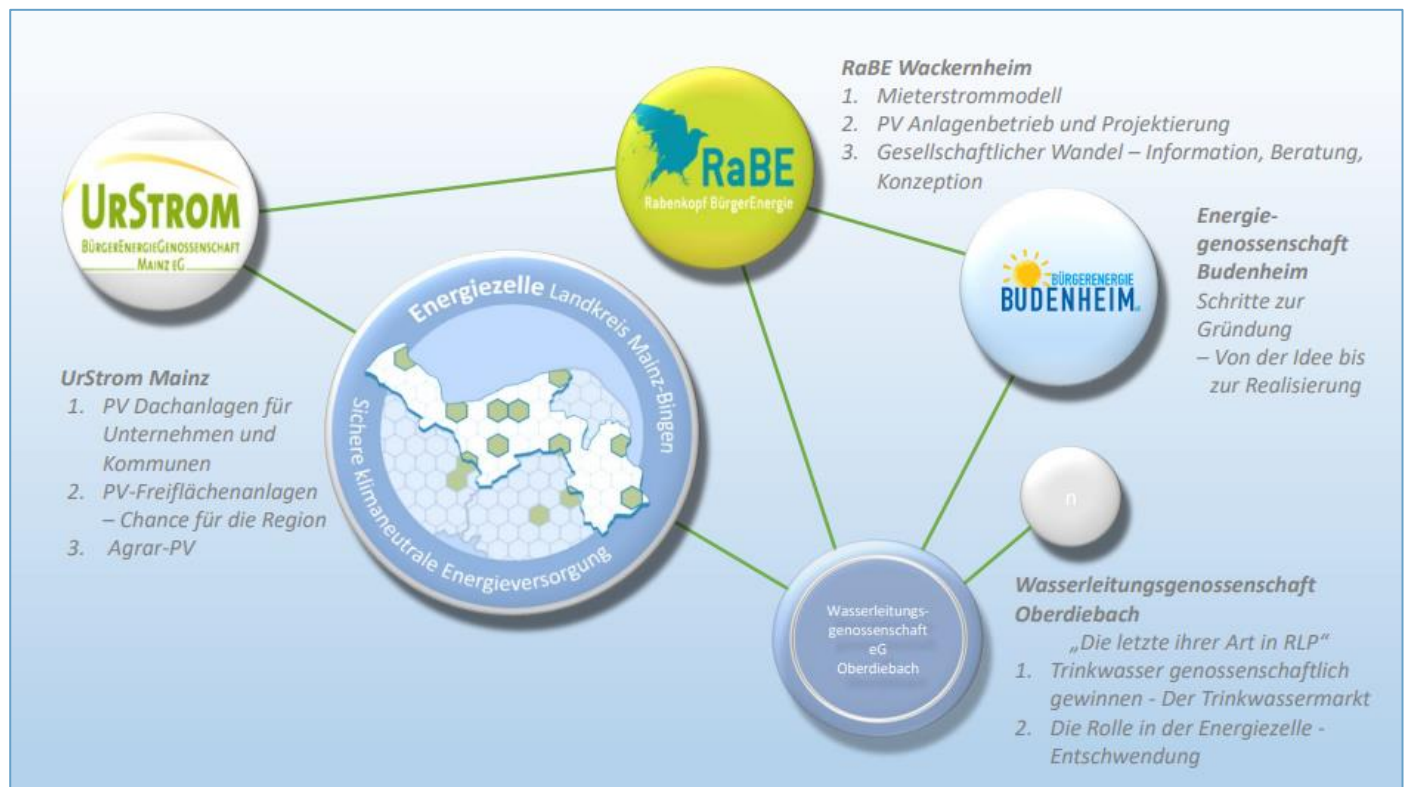 RaBE Wackernheim
1. Mieterstrommodell
2. PV Anlagenbetrieb und Projektierung
3. Gesellschaftlicher Wandel – Information, Beratung,
Konzeption
URSTROM
BÜRGERENERGIEGENOSSENSCHAFT
MAINZ EG
RaBE
Rabenkopf BürgerEnergie
BÜRGERENERGIE
BUDENHEIM
Energie-
genossenschaft
Budenheim
Schritte zur
Gründung
– Von der Idee bis
zur Realisierung
Energiezelle Landkreis Mainz-Bingen
Sichere klimaneutrale Energieversorgung
UrStrom Mainz
1. PV Dachanlagen für
Unternehmen und
Kommunen
2. PV-Freiflächenanlagen
– Chance für die Region
3. Agrar-PV
n
Wasserleitungs-
genossenschaft
eG
Oberdiebach
Wasserleitungsgenossenschaft
Oberdiebach
„Die letzte ihrer Art in RLP“
1. Trinkwasser genossenschaftlich
gewinnen - Der Trinkwassermarkt
2. Die Rolle in der Energiezelle -
Entschwendung